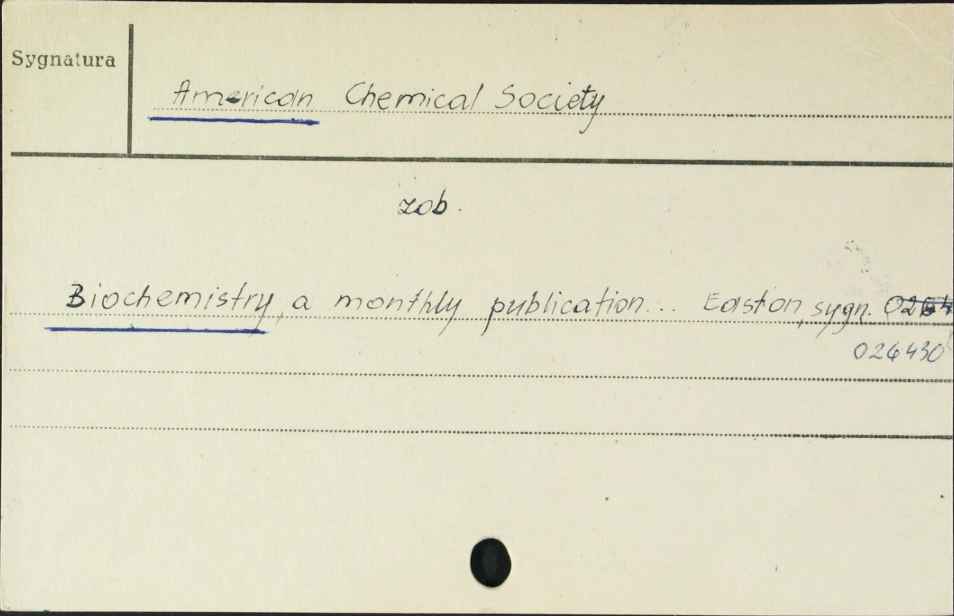 Sygnatura
American Chemical Society
zob.
Biochemistry, a monthly publication... Easton, sygn.
026430